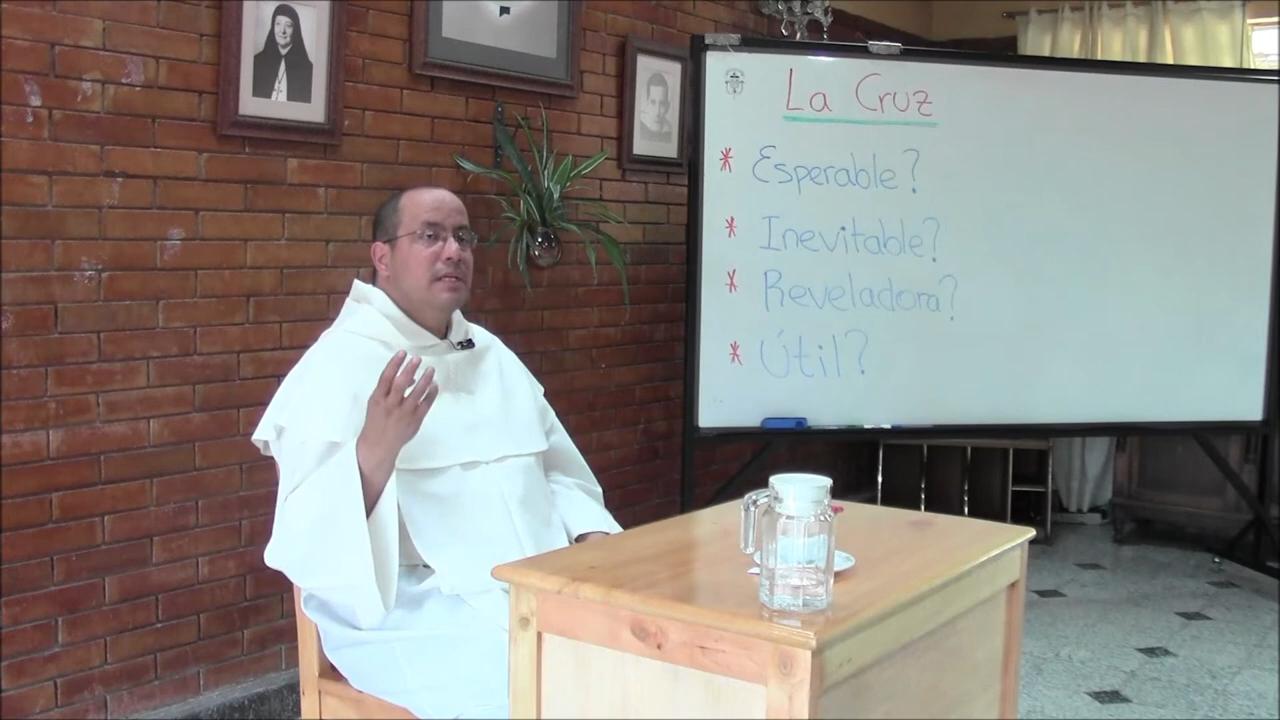 La Cruz
* Esperable?
* Inevitable?
* Reveladora?
* Útil?